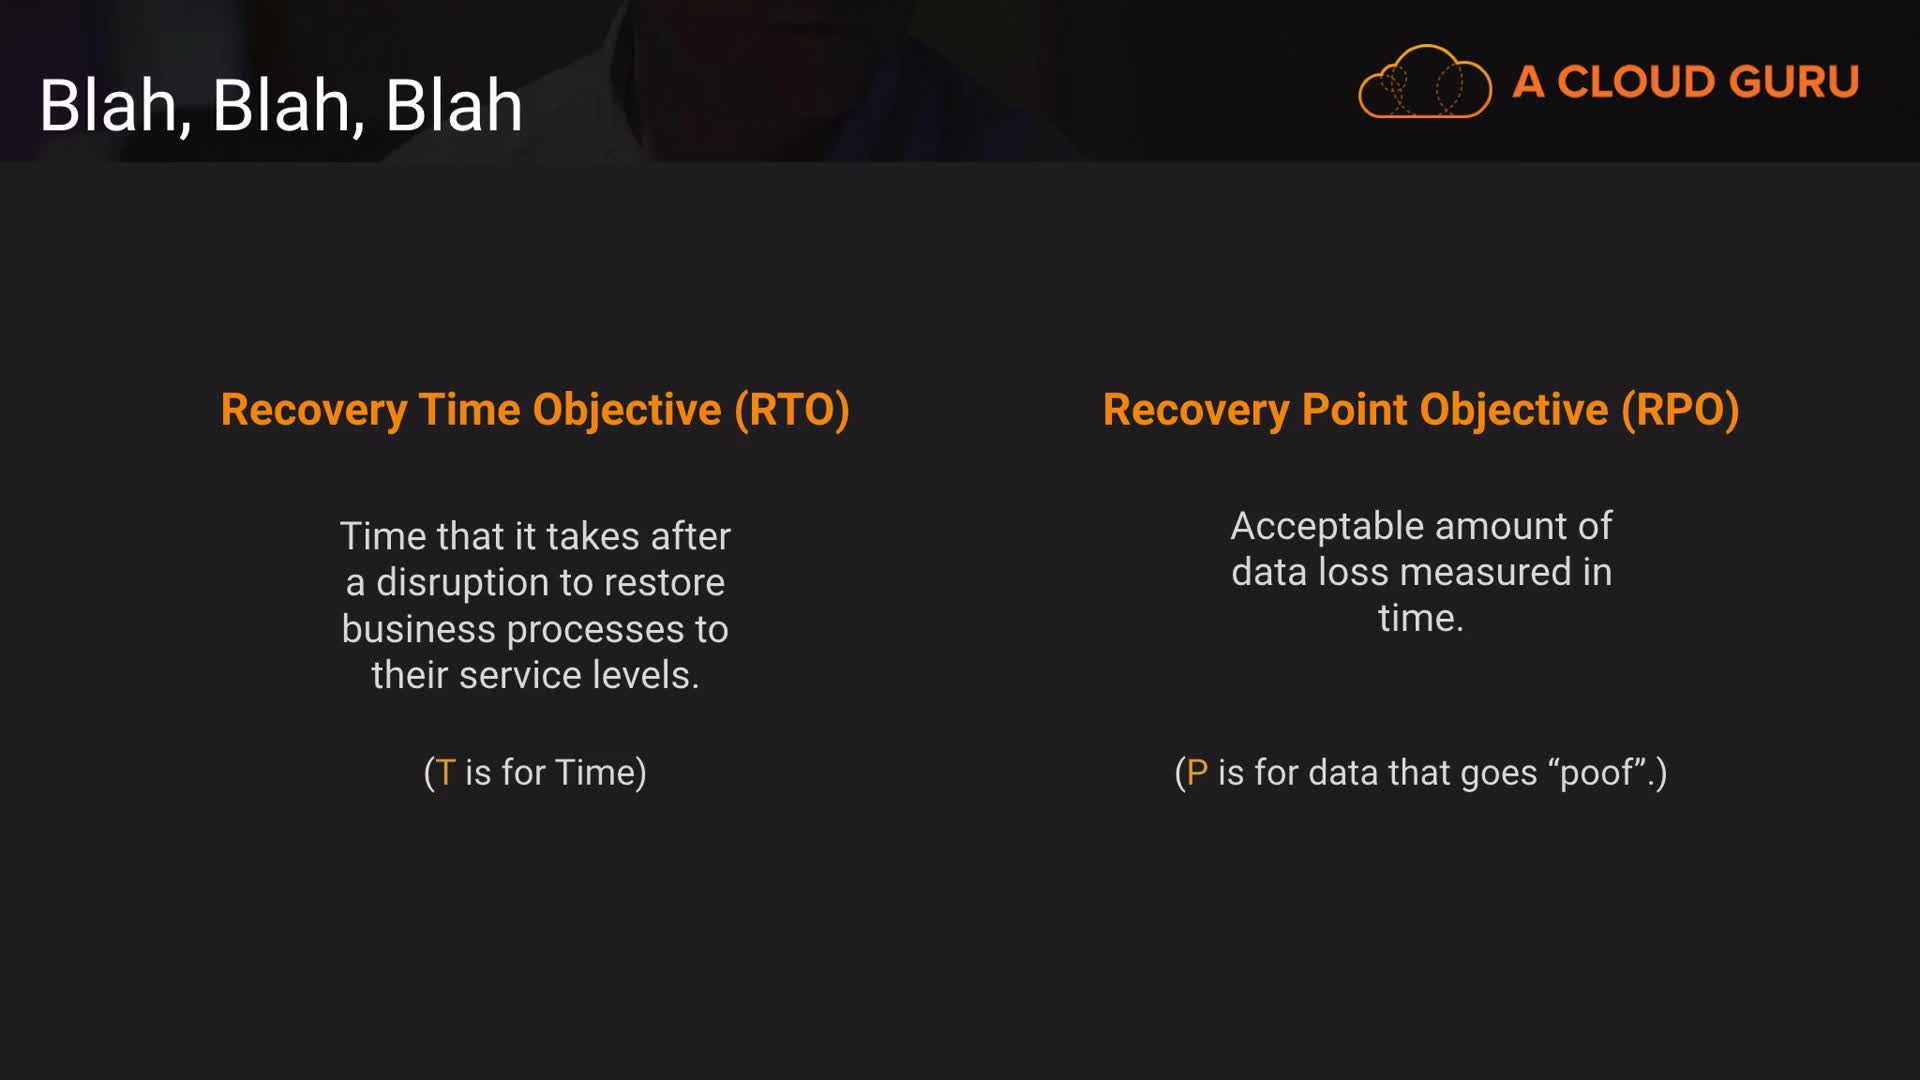 Blah, Blah, Blah
A CLOUD GURU
Recovery Time Objective (RTO)
Time that it takes after
a disruption to restore
business processes to
their service levels.
(T is for Time)
Recovery Point Objective (RPO)
Acceptable amount of
data loss measured in
time.
(P is for data that goes “poof”.)